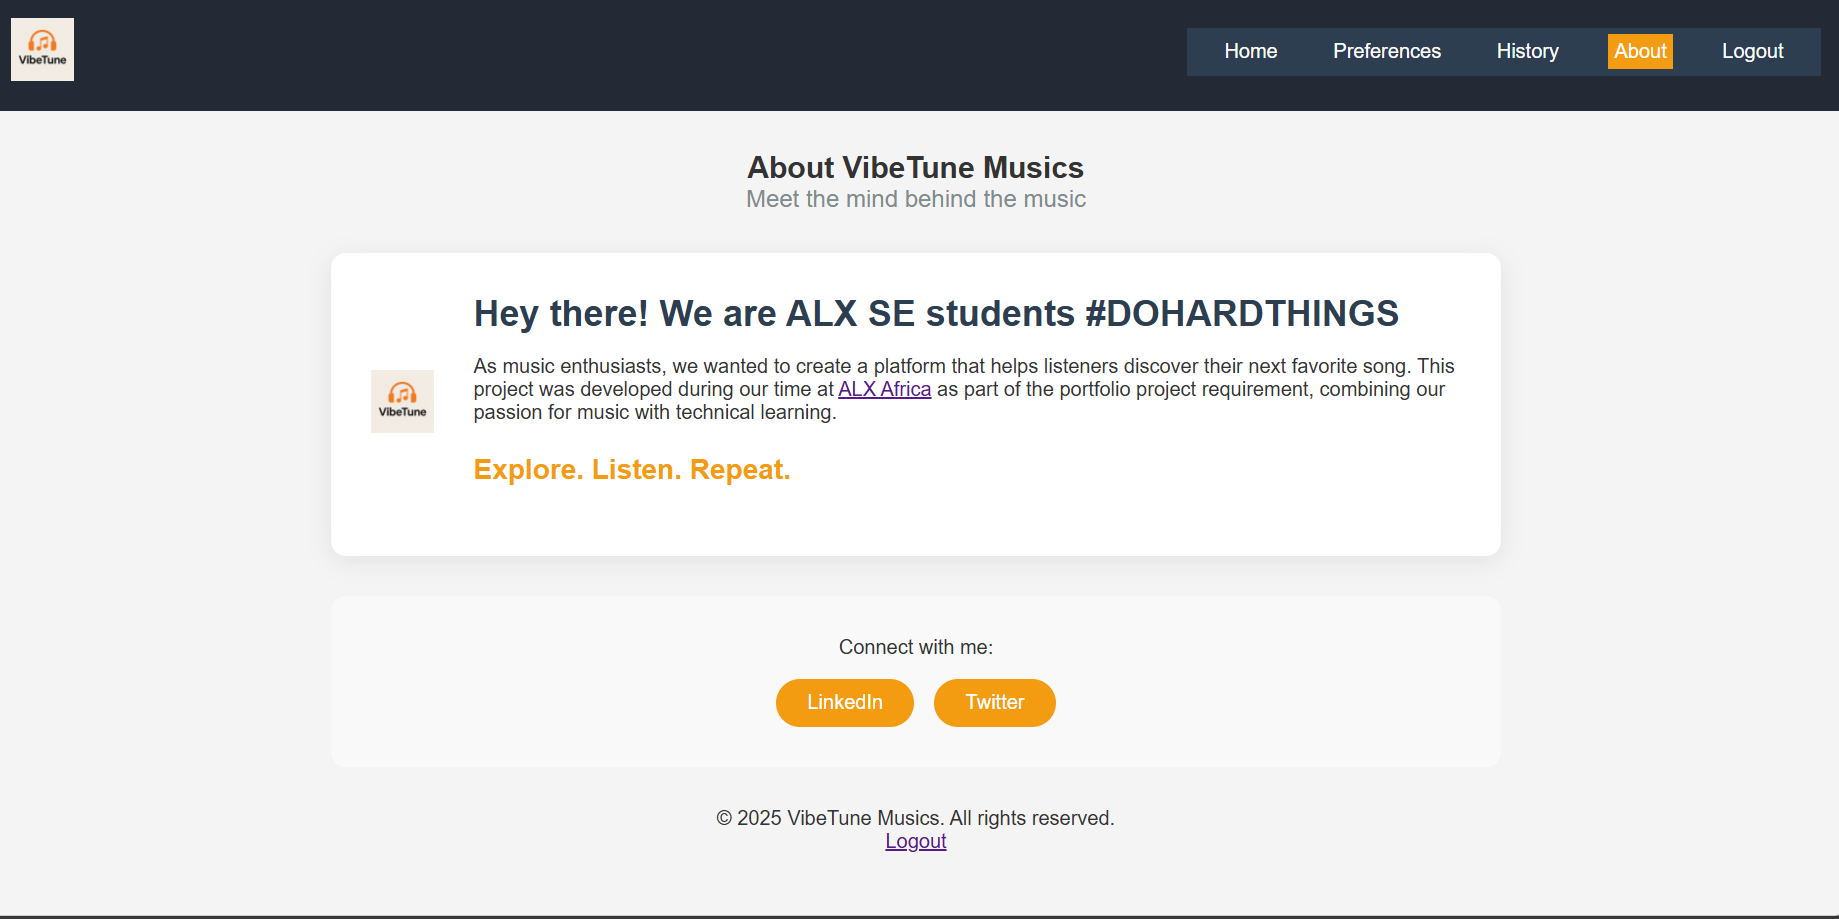 VibeTune
Home Preferences History About Logout
About VibeTune Musics
Meet the mind behind the music
Hey there! We are ALX SE students #DOHARDTHINGS
As music enthusiasts, we wanted to create a platform that helps listeners discover their next favorite song. This
project was developed during our time at ALX Africa as part of the portfolio project requirement, combining our
passion for music with technical learning.
VibeTune
Explore. Listen. Repeat.
Connect with me:
LinkedIn Twitter
© 2025 VibeTune Musics. All rights reserved.
Logout